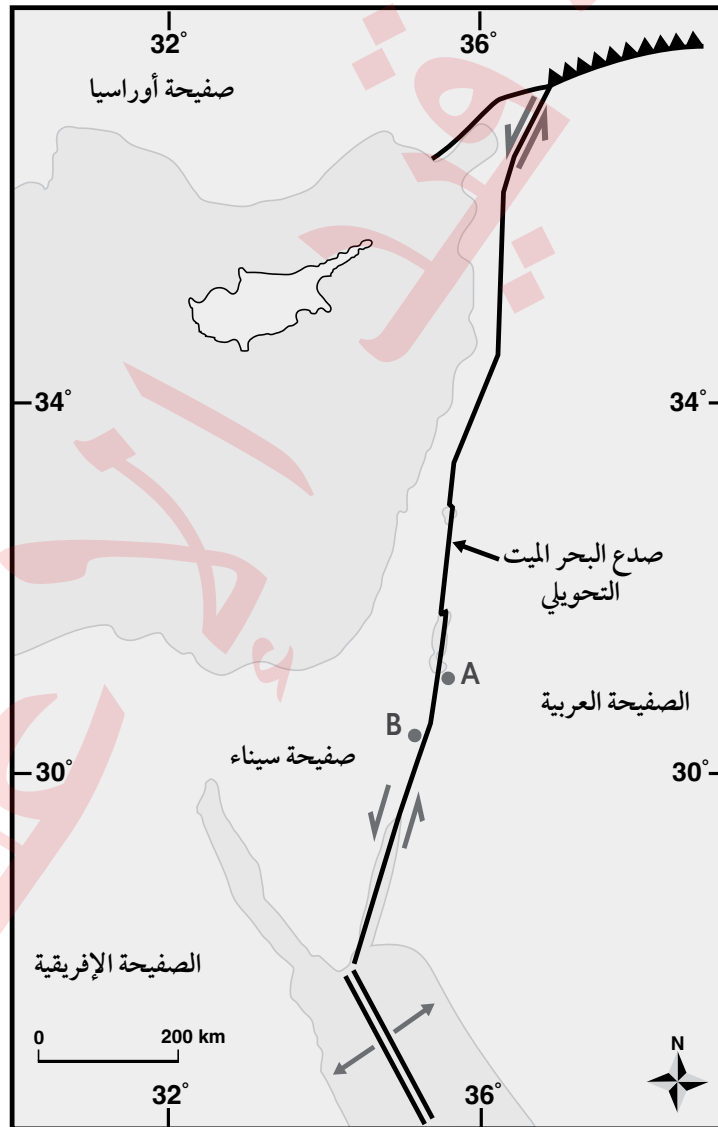 32°
36°
صفيحة أوراسيا
34°
34°
صدع البحر الميت
التحويلي
A
الصفيحة العربية
B
صفيحة سيناء
30°
30°
الصفيحة الإفريقية
0
200 km
N
32°
36°